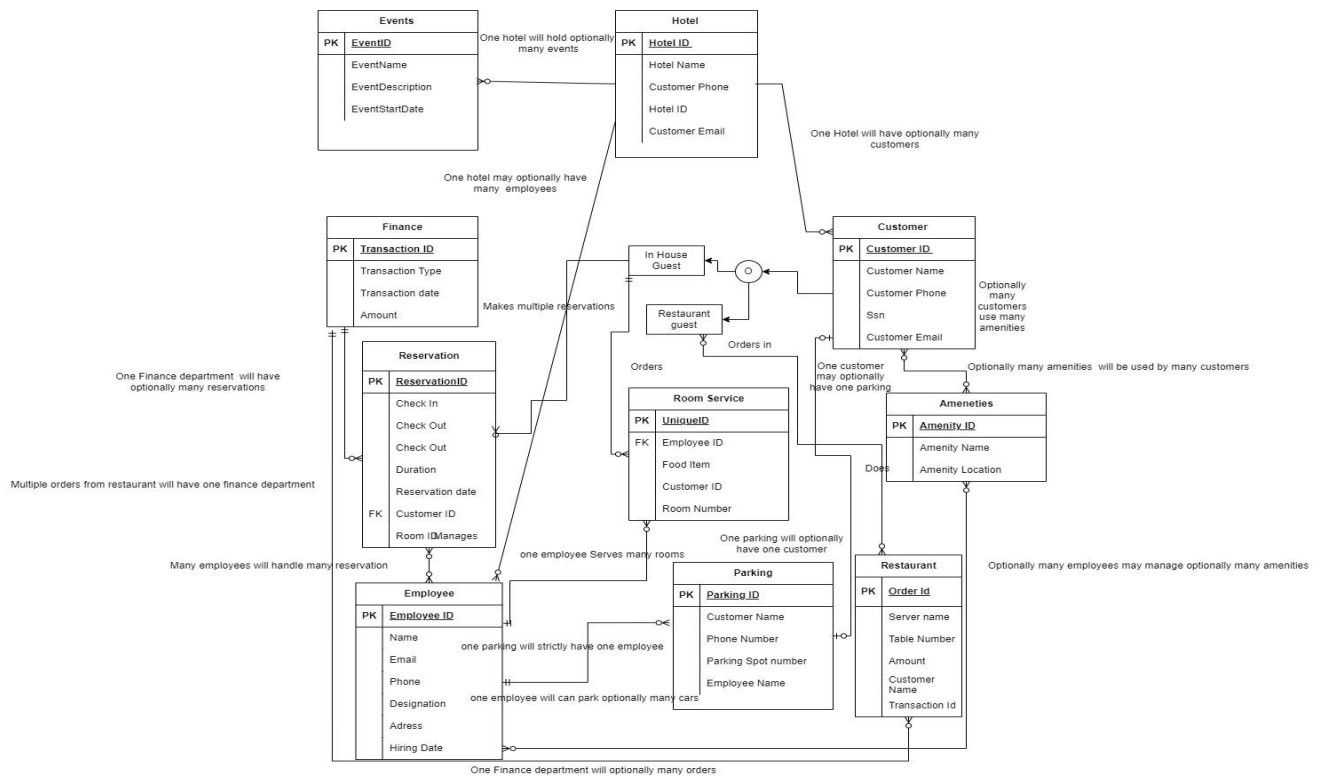 Events
PK EventID
EventName
EventDescription
EventStartDate
One hotel will hold optionally
many events
Hotel
PK Hotel ID
Hotel Name
Customer Phone
Hotel ID
Customer Email
One Hotel will have optionally many
customers
One hotel may optionally have
many employees
Finance
PK Transaction ID
Transaction Type
Transaction date
Amount
In House
Guest
O
Restaurant
guest
Customer
PK Customer ID
Customer Name
Customer Phone
Ssn
Customer Email
Optionally
many
customers
use many
amenities
Makes multiple reservations
Orders in
Orders
One Finance department will have
optionally many reservations
Reservation
PK ReservationID
Check In
Check Out
Check Out
Duration
Reservation date
FK Customer ID
Room ID
Manages
One customer
may optionally
have one parking
Optionally many amenities will be used by many customers
Room Service
PK UniqueID
FK Employee ID
Food Item
Customer ID
Room Number
Ameneties
PK Amenity ID
Amenity Name
Amenity Location
Does
Multiple orders from restaurant will have one finance department
One parking will optionally
have one customer
one employee Serves many rooms
Many employees will handle many reservation
Optionally many employees may manage optionally many amenities
Employee
PK Employee ID
Name
Email
Phone
Designation
Adress
Hiring Date
Parking
PK Parking ID
Customer Name
Phone Number
Parking Spot number
Employee Name
Restaurant
PK Order Id
Server name
Table Number
Amount
Customer
Name
Transaction Id
one parking will strictly have one employee
one employee will can park optionally many cars
One Finance department will optionally many orders